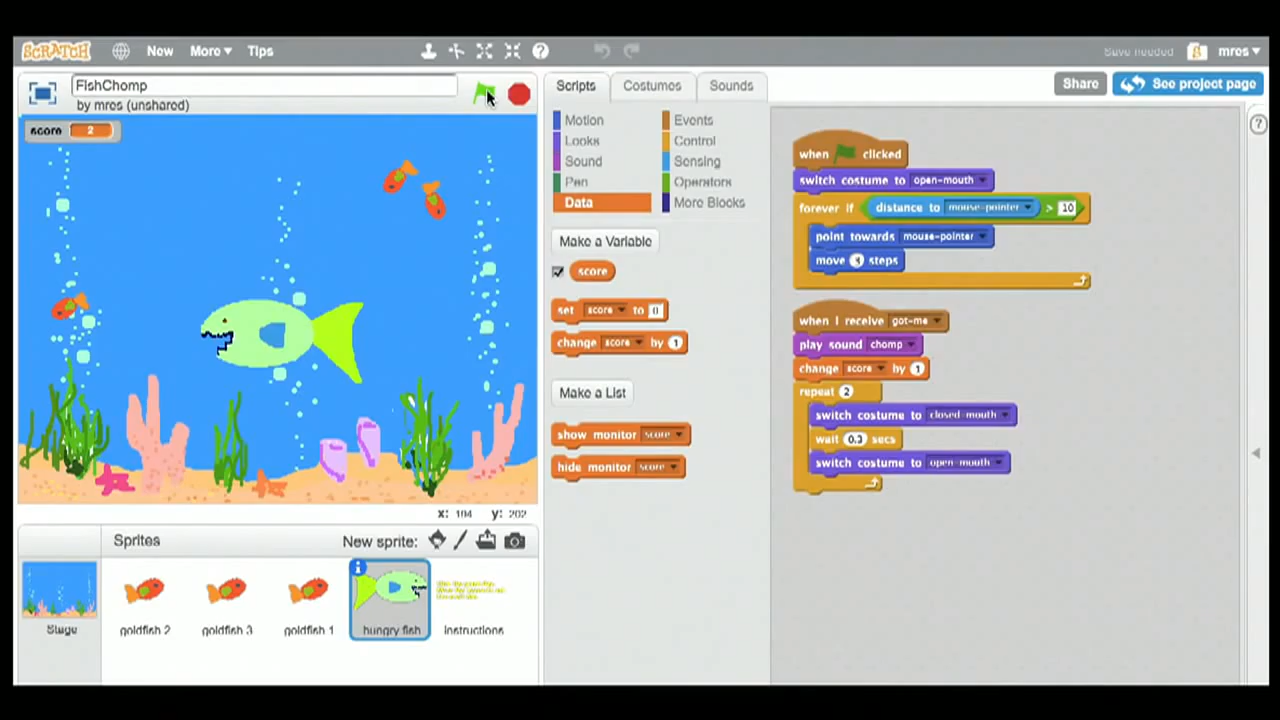 SCRATCH New More Tips ? Save needed mres
FishChomp
by mres (unshared)
score 2
x: 184 y: 202
Sprites New sprite:
Stage goldfish 2 goldfish 3 goldfish 1 hungry fish Instructions
Scripts Costumes Sounds Share See project page
Motion Events
Looks Control
Sound Sensing
Pen Operators
Data More Blocks
Make a Variable
score
set score to 0
change score by 1
Make a List
show monitor score
hide monitor score
when clicked
switch costume to open-mouth
forever if distance to mouse-pointer > 10
point towards mouse-pointer
move 3 steps
when I receive got-me
play sound chomp
change score by 1
repeat 2
switch costume to closed-mouth
wait 0.3 secs
switch costume to open-mouth
?